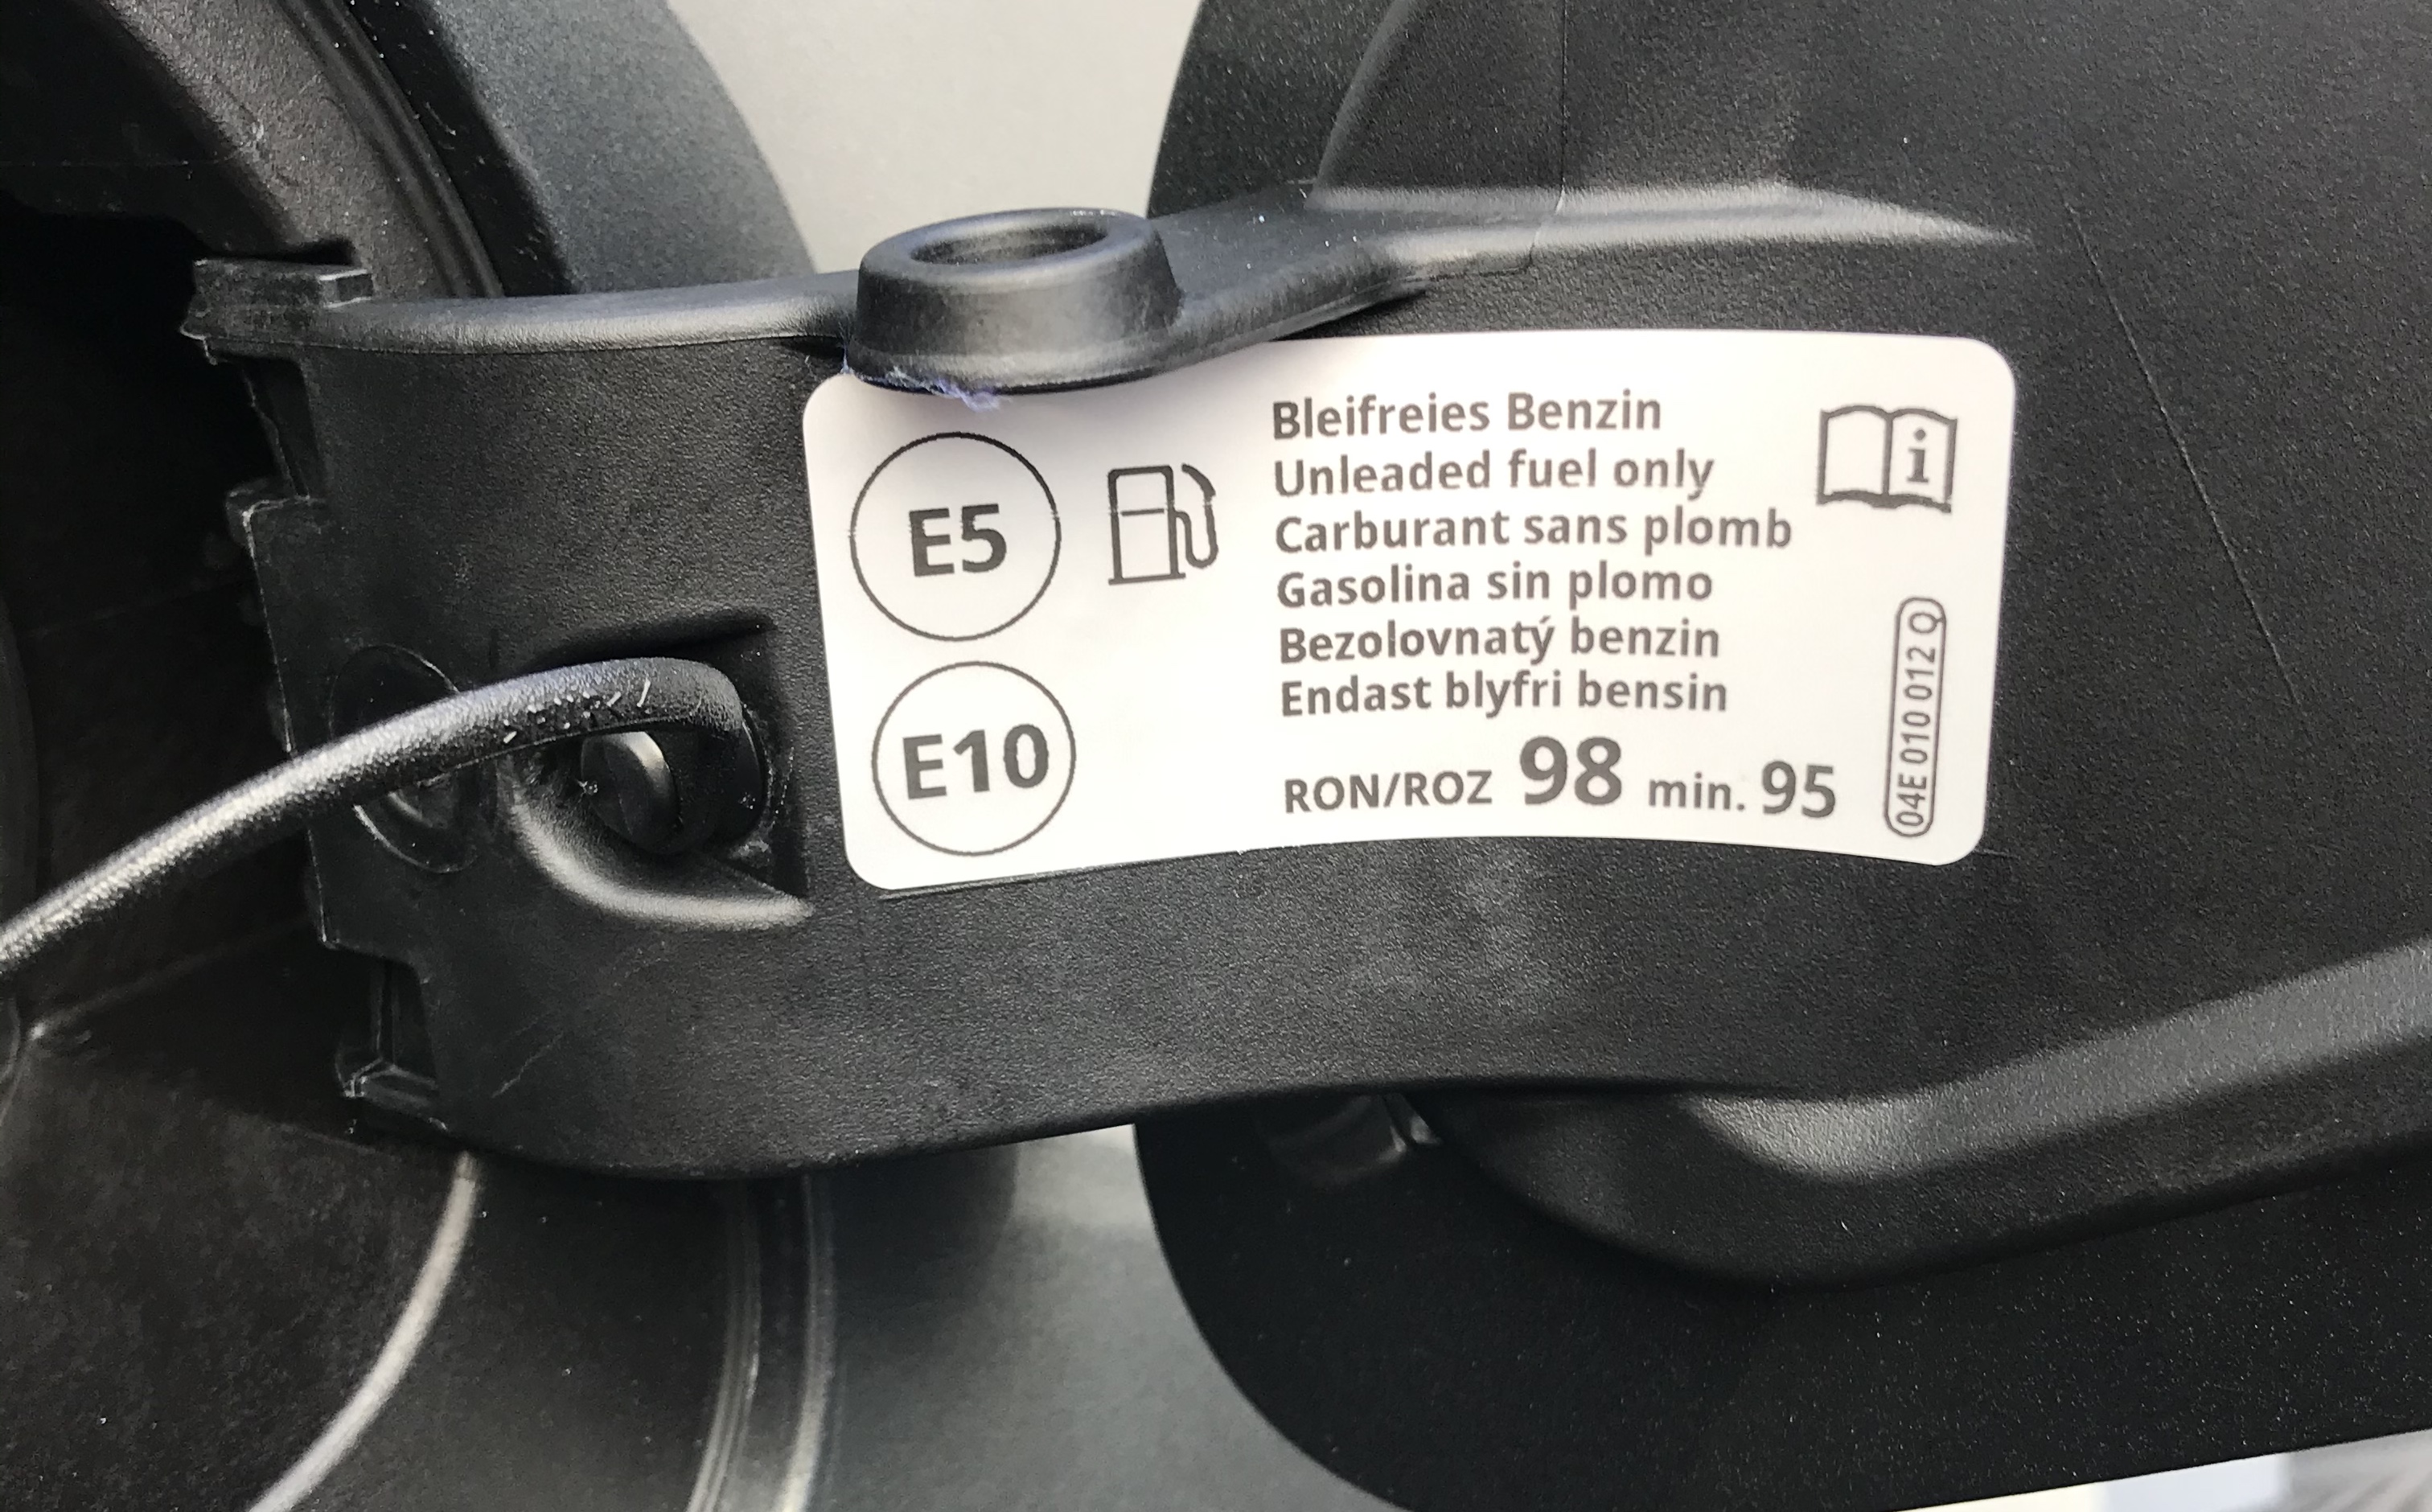 E5
E10
Bleifreies Benzin
Unleaded fuel only
Carburant sans plomb
Gasolina sin plomo
Bezolovnatý benzin
Endast blyfri bensin
RON/ROZ 98 min. 95
i
04E 010 012 Q